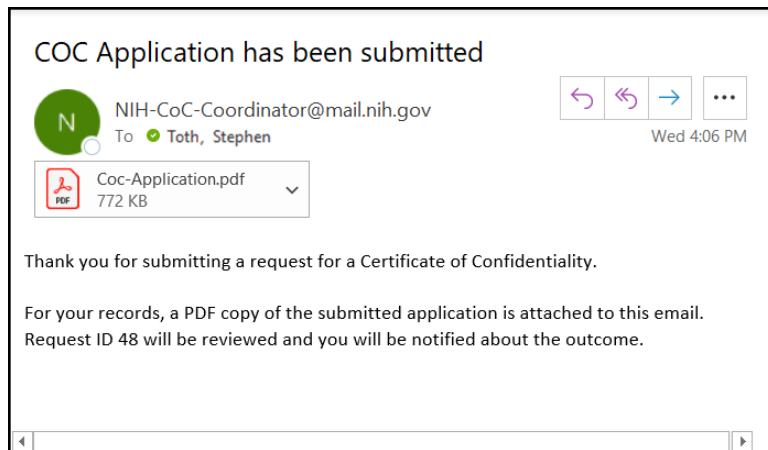 COC Application has been submitted
N
NIH-CoC-Coordinator@mail.nih.gov
To Toth, Stephen
Wed 4:06 PM
PDF
Coc-Application.pdf
772 KB
Thank you for submitting a request for a Certificate of Confidentiality.
For your records, a PDF copy of the submitted application is attached to this email.
Request ID 48 will be reviewed and you will be notified about the outcome.